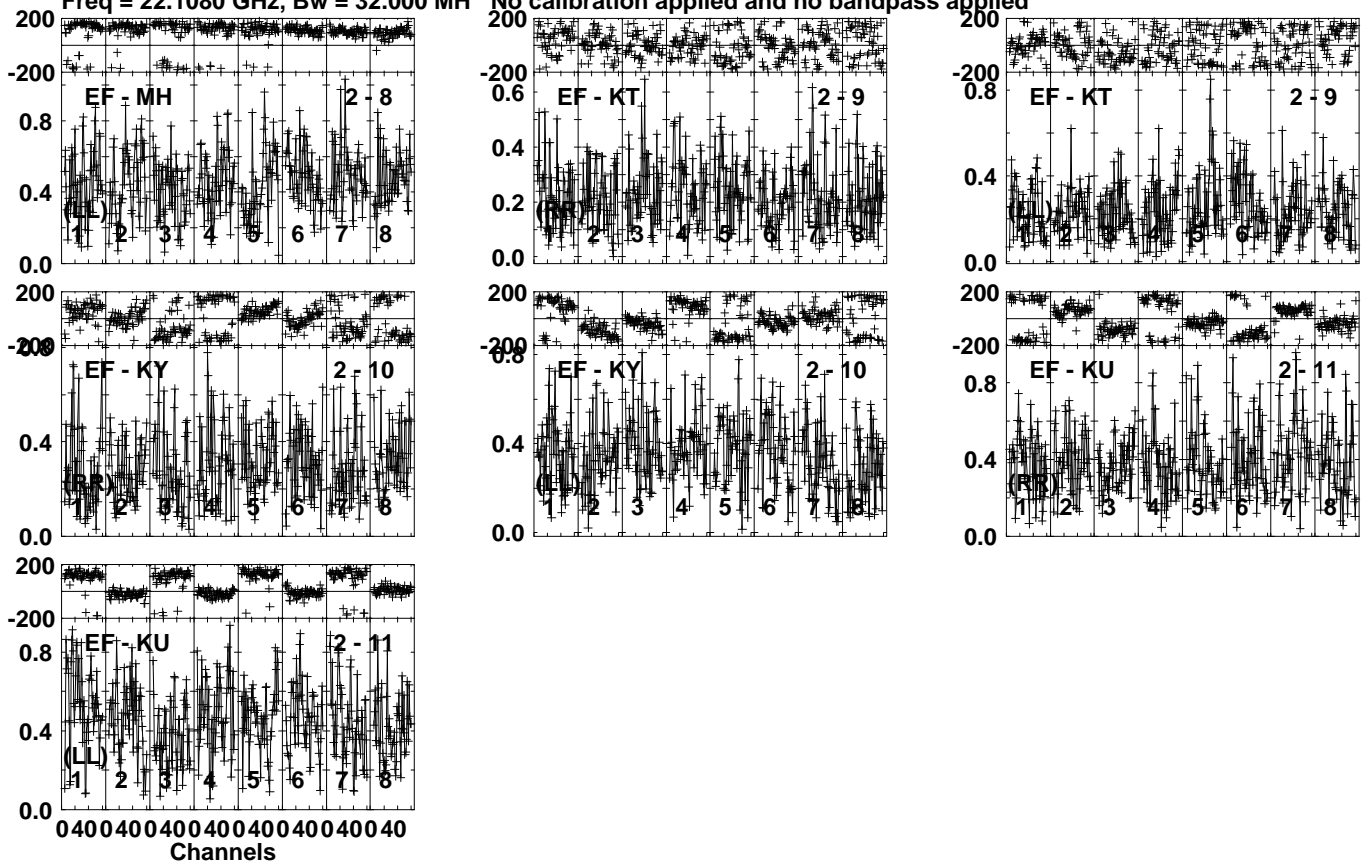 Freq = 22.1080 GHz, Bw = 32.000 MH No calibration applied and no bandpass applied
200
-200
EF - MH 2 - 8
0.8
0.4
(LL)
1 2 3 4 5 6 7 8
0.0
200
-200
0.6
EF - KT 2 - 9
0.4
0.2
(RR)
1 2 3 4 5 6 7 8
0.0
200
-200
0.8
EF - KT 2 - 9
0.4
(LL)
1 2 3 4 5 6 7 8
0.0
200
-200
0.8
EF - KY 2 - 10
0.4
(RR)
1 2 3 4 5 6 7 8
0.0
200
-200
0.8
EF - KY 2 - 10
0.4
(LL)
1 2 3 4 5 6 7 8
0.0
200
-200
EF - KU 2 - 11
0.8
0.4
(RR)
1 2 3 4 5 6 7 8
0.0
200
-200
EF - KU 2 - 11
0.8
0.4
(LL)
1 2 3 4 5 6 7 8
0.0
0 40 0 40 0 40 0 40 0 40 0 40 0 40 0 40
Channels